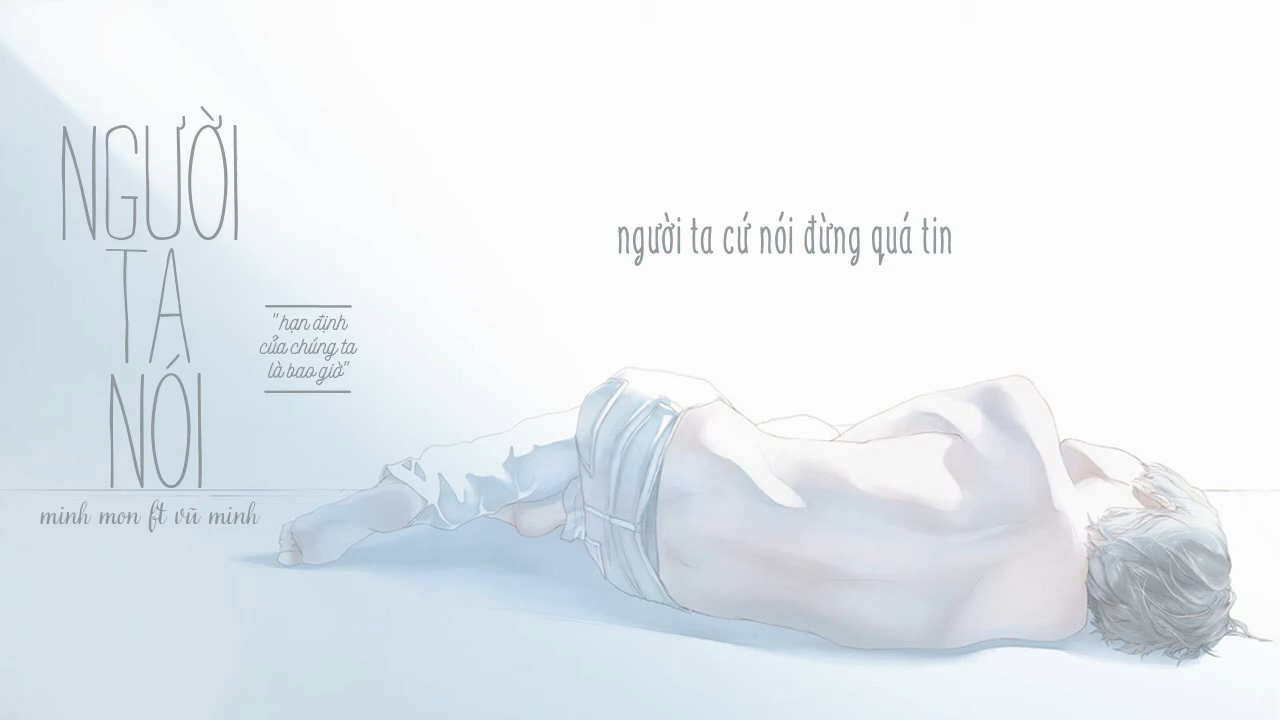 NGƯỜI
TA
NÓI
"hạn định
của chúng ta
là bao giờ"
minh mon ft vũ minh
người ta cứ nói đừng quá tin